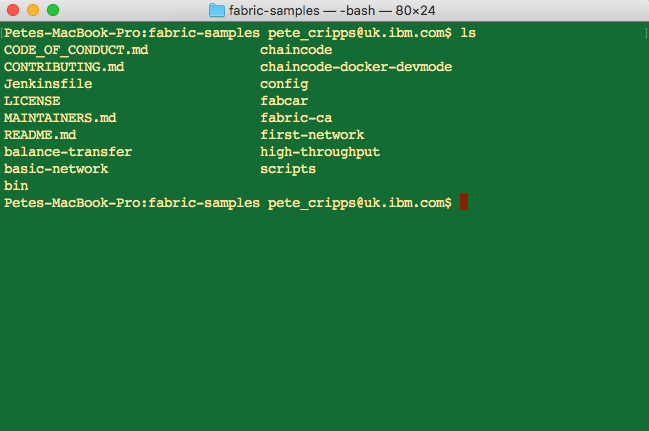 fabric-samples — -bash — 80×24
[Petes-MacBook-Pro:fabric-samples pete_cripps@uk.ibm.com$ ls ]
CODE_OF_CONDUCT.md chaincode
CONTRIBUTING.md chaincode-docker-devmode
Jenkinsfile config
LICENSE fabcar
MAINTAINERS.md fabric-ca
README.md first-network
balance-transfer high-throughput
basic-network scripts
bin
Petes-MacBook-Pro:fabric-samples pete_cripps@uk.ibm.com$